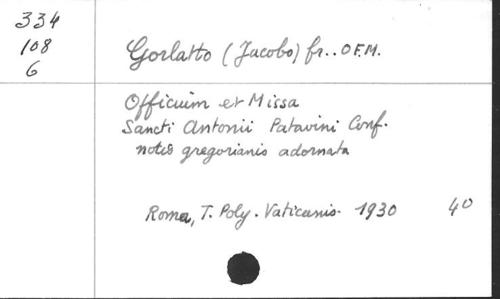 334
108
6
Gorlatto (Jacobo) fr.. O.F.M.
Officium et Missa
Sancti Antonii Patavini Conf.
notis gregorianis adornata
Roma, T. Poly. Vaticanis. 1930 40